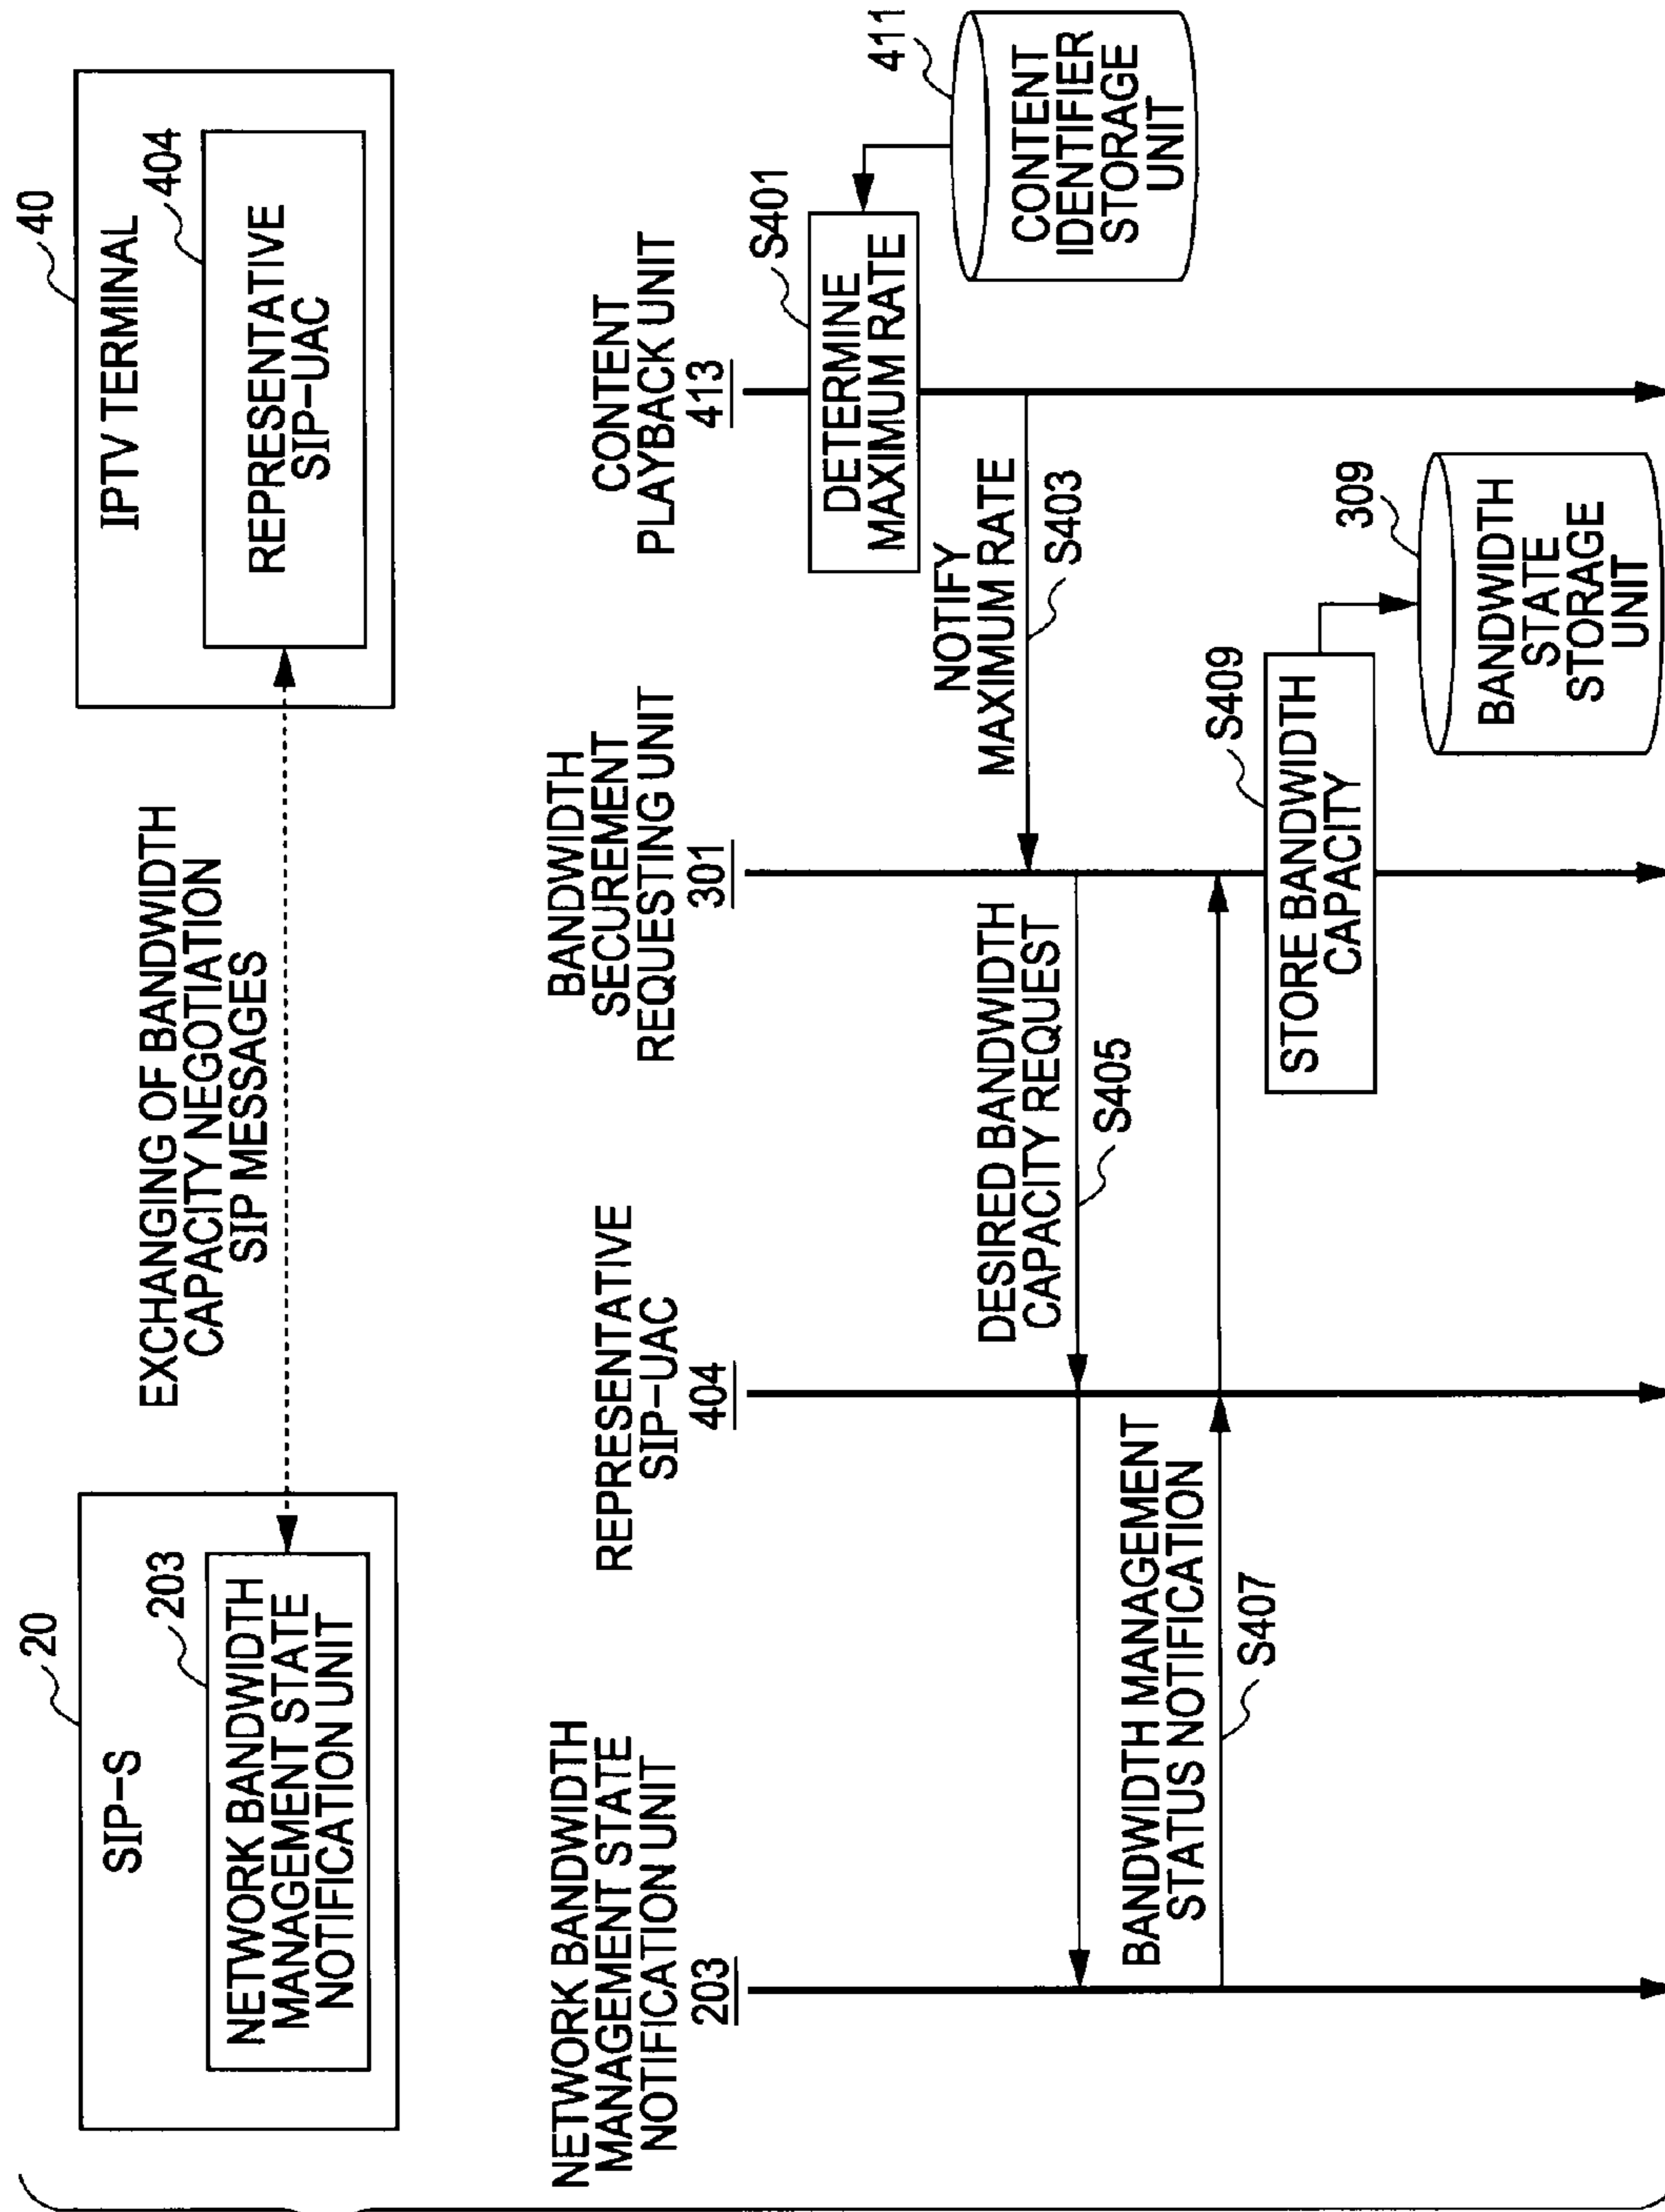 20
SIP-S
203
NETWORK BANDWIDTH
MANAGEMENT STATE
NOTIFICATION UNIT
EXCHANGING OF BANDWIDTH
CAPACITY NEGOTIATION
SIP MESSAGES
40
IPTV TERMINAL
404
REPRESENTATIVE
SIP-UAC
NETWORK BANDWIDTH
MANAGEMENT STATE
NOTIFICATION UNIT
203
REPRESENTATIVE
SIP-UAC
404
BANDWIDTH
SECUREMENT
REQUESTING UNIT
301
CONTENT
PLAYBACK UNIT
413
DETERMINE
MAXIMUM RATE
S401
411
CONTENT
IDENTIFIER
STORAGE
UNIT
NOTIFY
MAXIMUM RATE
S403
DESIRED BANDWIDTH
CAPACITY REQUEST
S405
BANDWIDTH MANAGEMENT
STATUS NOTIFICATION
S407
STORE BANDWIDTH
CAPACITY
S409
309
BANDWIDTH
STATE
STORAGE
UNIT